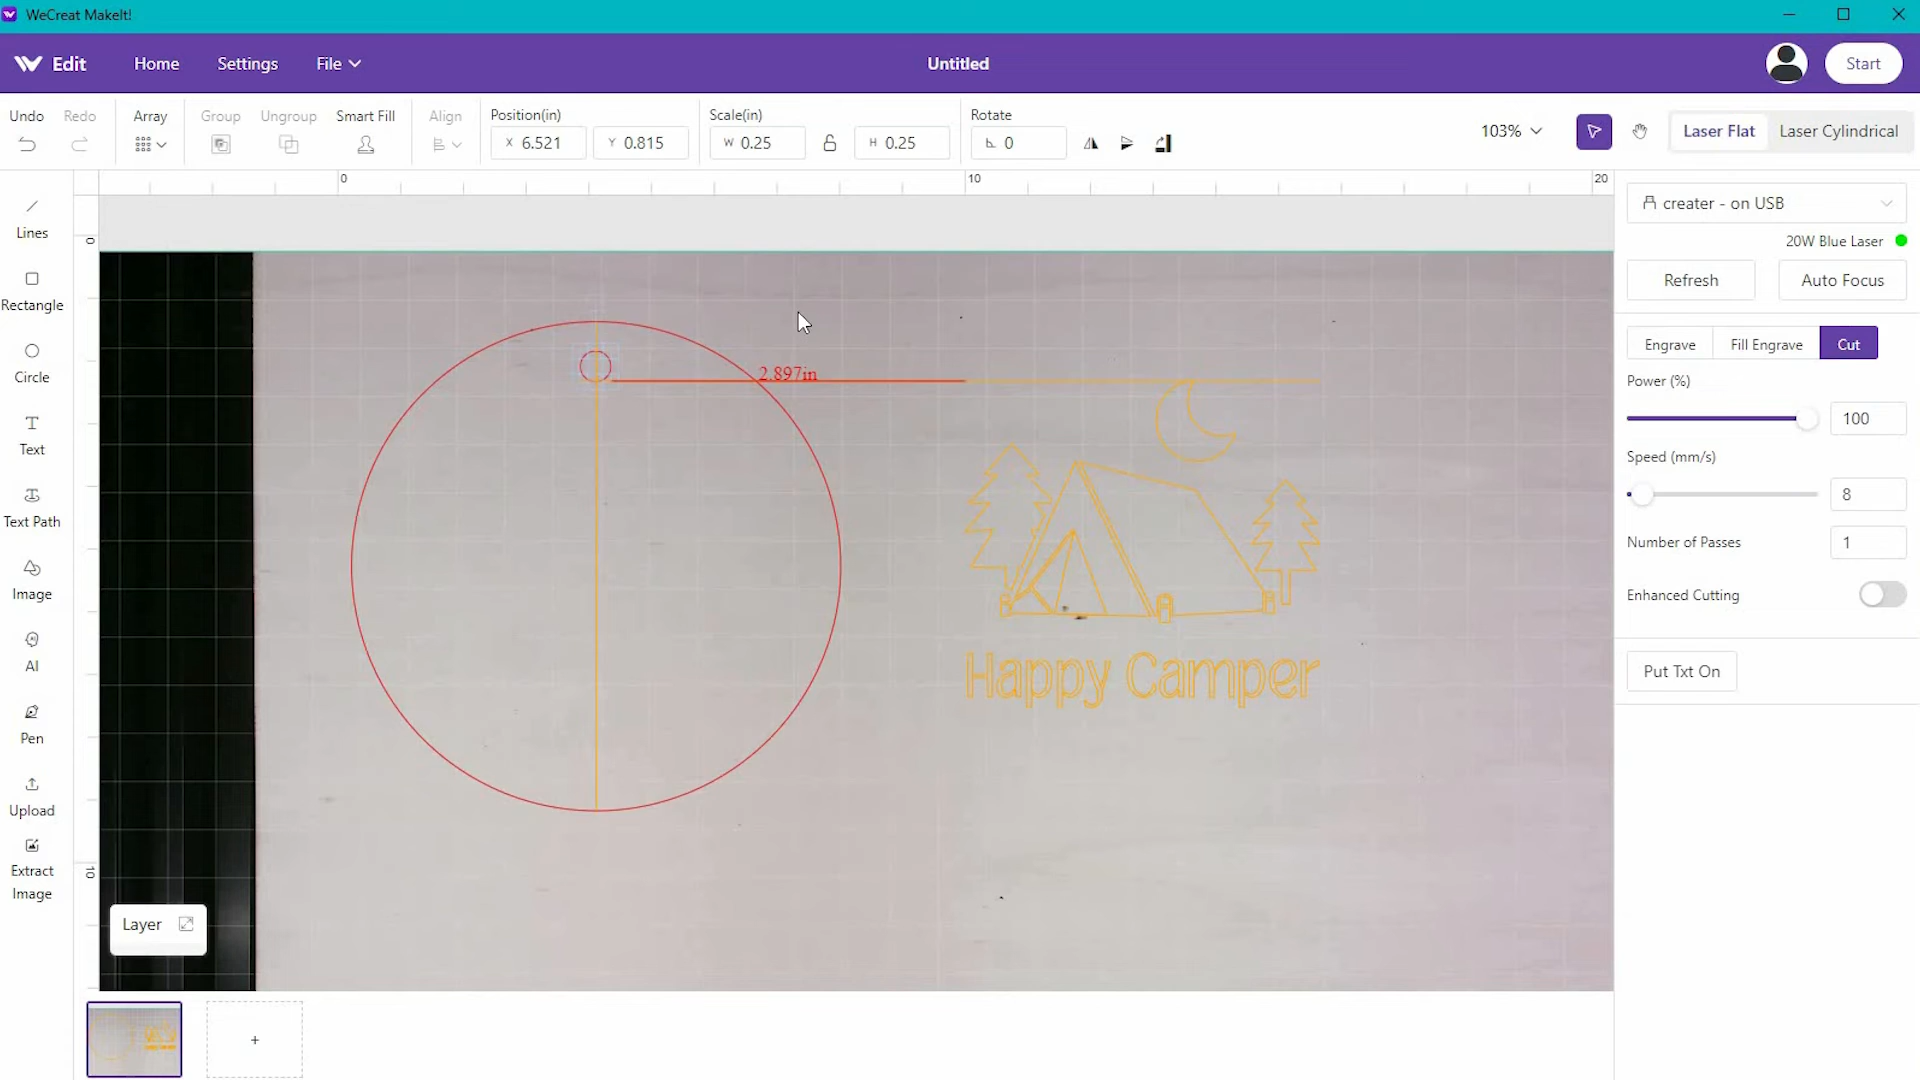 WeCreat MakeIt!
Edit Home Settings File Untitled Start
Undo Redo Array Group Ungroup Smart Fill Align Position(in) Scale(in) Rotate
X 6.521 Y 0.815 W 0.25 H 0.25 0 103% Laser Flat Laser Cylindrical
0 10 20
0
10
Lines
Rectangle
Circle
Text
Text Path
Image
AI
Pen
Upload
Extract
Image
Layer
2.897in
Happy Camper
+
creater - on USB
20W Blue Laser
Refresh Auto Focus
Engrave Fill Engrave Cut
Power (%)
100
Speed (mm/s)
8
Number of Passes 1
Enhanced Cutting
Put Txt On